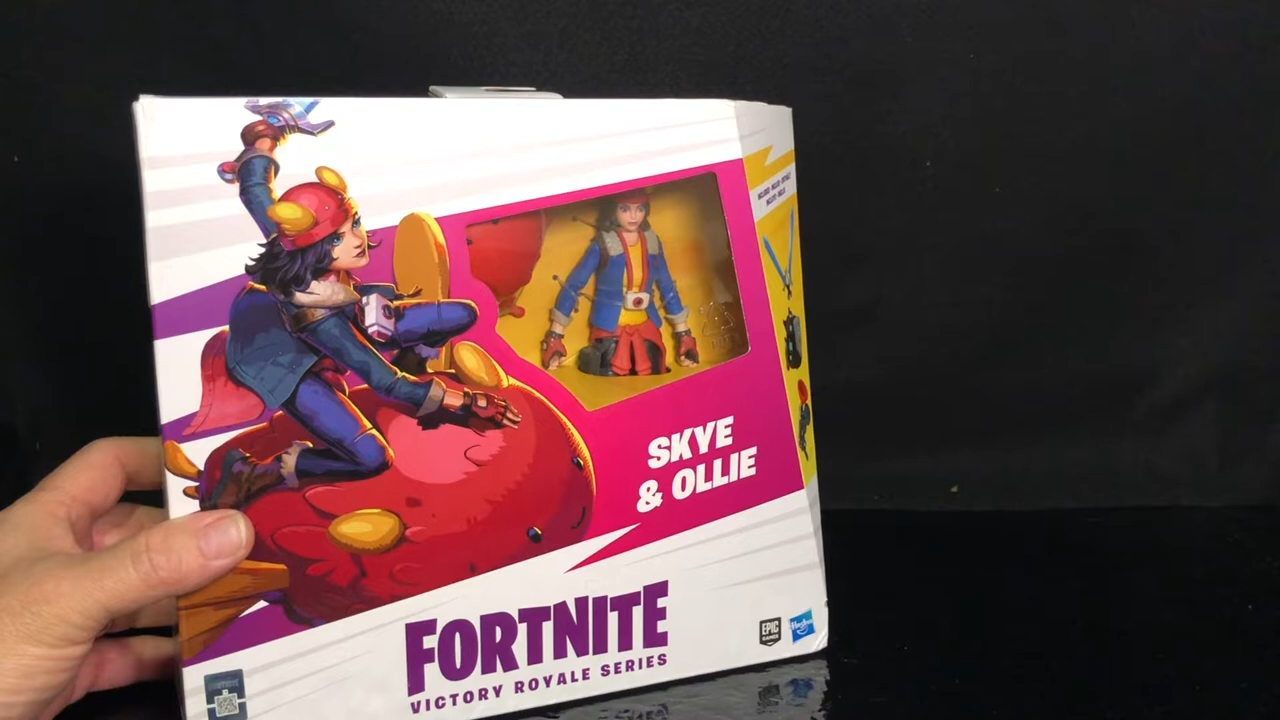 SKYE
& OLLIE
FORTNITE
VICTORY ROYALE SERIES
EPIC
GAMES
Hasbro